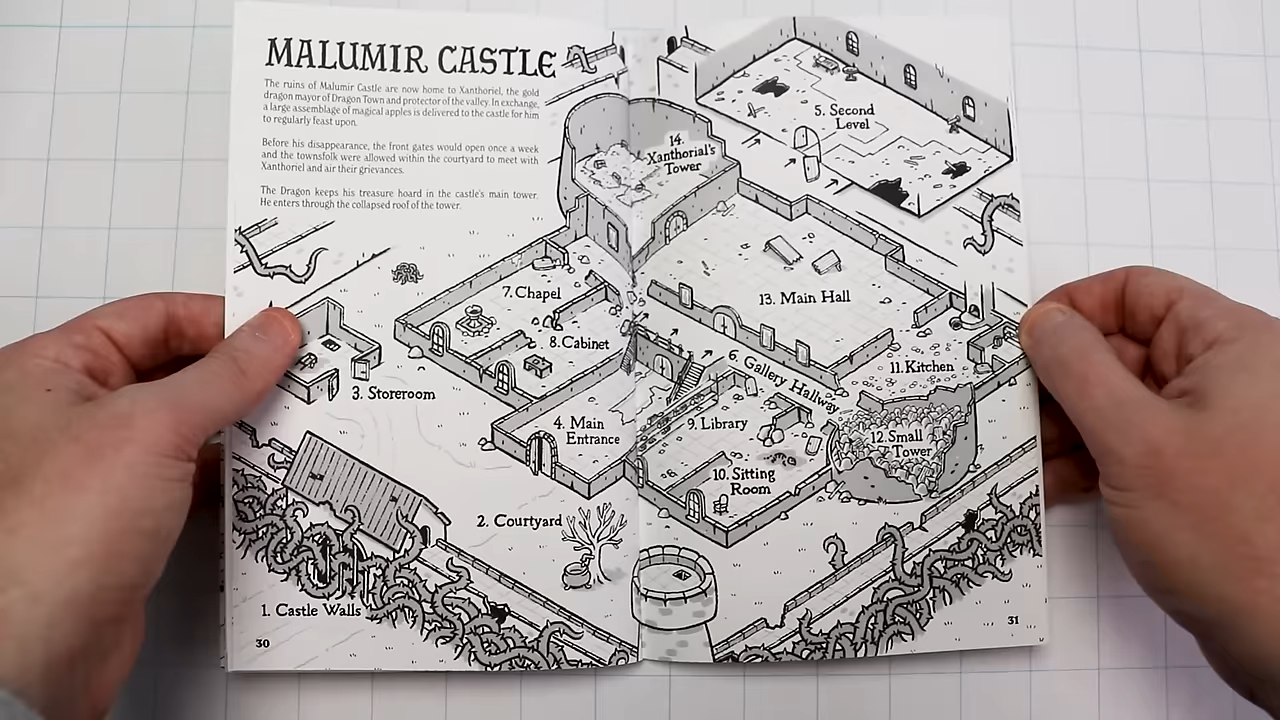 MALUMIR CASTLE
The ruins of Malumir Castle are now home to Xanthoriel, the gold
dragon mayor of Dragon Town and protector of the valley. In exchange,
a large assemblage of magical apples is delivered to the castle for him
to regularly feast upon.
Before his disappearance, the front gates would open once a week
and the townsfolk were allowed within the courtyard to meet with
Xanthoriel and air their grievances.
The Dragon keeps his treasure hoard in the castle's main tower.
He enters through the collapsed roof of the tower.
5. Second
Level
14.
Xanthorial's
Tower
7. Chapel
13. Main Hall
8. Cabinet
6. Gallery Hallway
11. Kitchen
3. Storeroom
4. Main
Entrance
9. Library
12. Small
Tower
10. Sitting
Room
2. Courtyard
1. Castle Walls
30
31